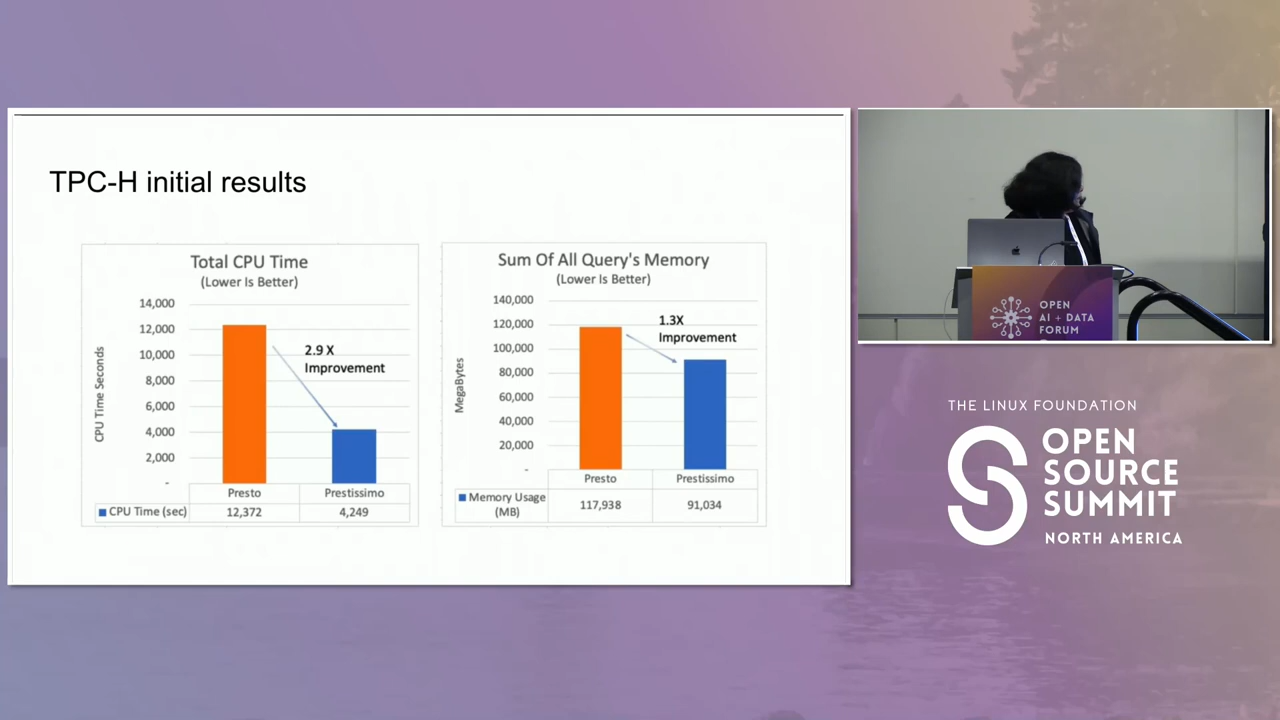 TPC-H initial results
Total CPU Time
(Lower Is Better)
14,000
12,000
10,000
8,000
6,000
4,000
2,000
-
CPU Time Seconds
2.9 X
Improvement
Presto
Prestissimo
CPU Time (sec)
12,372
4,249
Sum Of All Query's Memory
(Lower Is Better)
140,000
120,000
100,000
80,000
60,000
40,000
20,000
-
MegaBytes
1.3X
Improvement
Presto
Prestissimo
Memory Usage
(MB)
117,938
91,034
OPEN
AI + DATA
FORUM
THE LINUX FOUNDATION
OPEN
SOURCE
SUMMIT
NORTH AMERICA